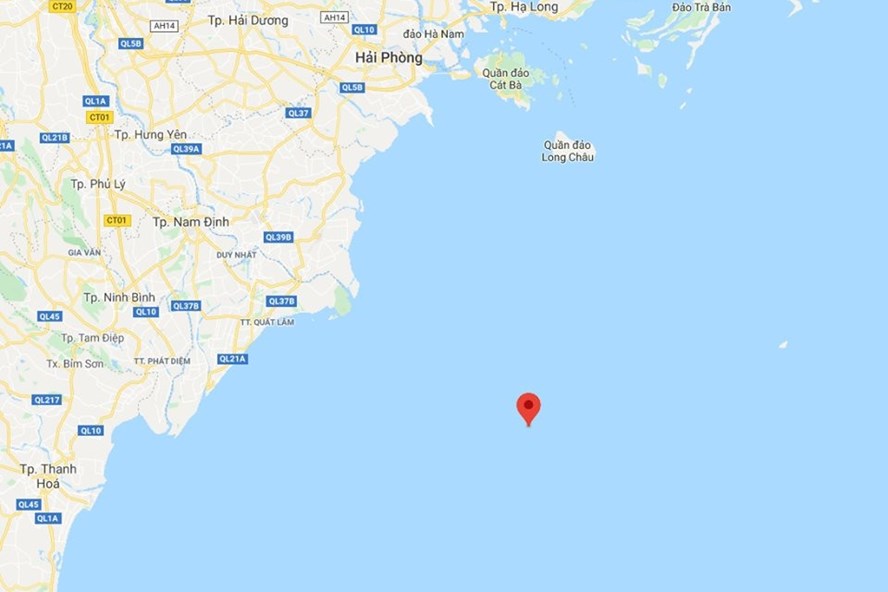 CT20
Tp. Hải Dương
AH14
AH14
Tp. Hạ Long
Đảo Trà Bản
QL5B
QL10
đảo Hà Nam
Hải Phòng
Quần đảo
Cát Bà
QL5B
QL1A
CT01
QL37
Tp. Hưng Yên
QL21B
QL39A
Quần đảo
Long Châu
Tp. Phủ Lý
CT01
Tp. Nam Định
QL39B
GIA VÂN
DUY NHẤT
Tp. Ninh Bình
QL37B
QL37B
QL10
QL45
TT. QUẤT LÂM
Tp. Tam Điệp
Tx. Bỉm Sơn
TT. PHÁT DIỆM
QL21A
QL217
QL10
Tp. Thanh
Hoá
QL45
QL1A